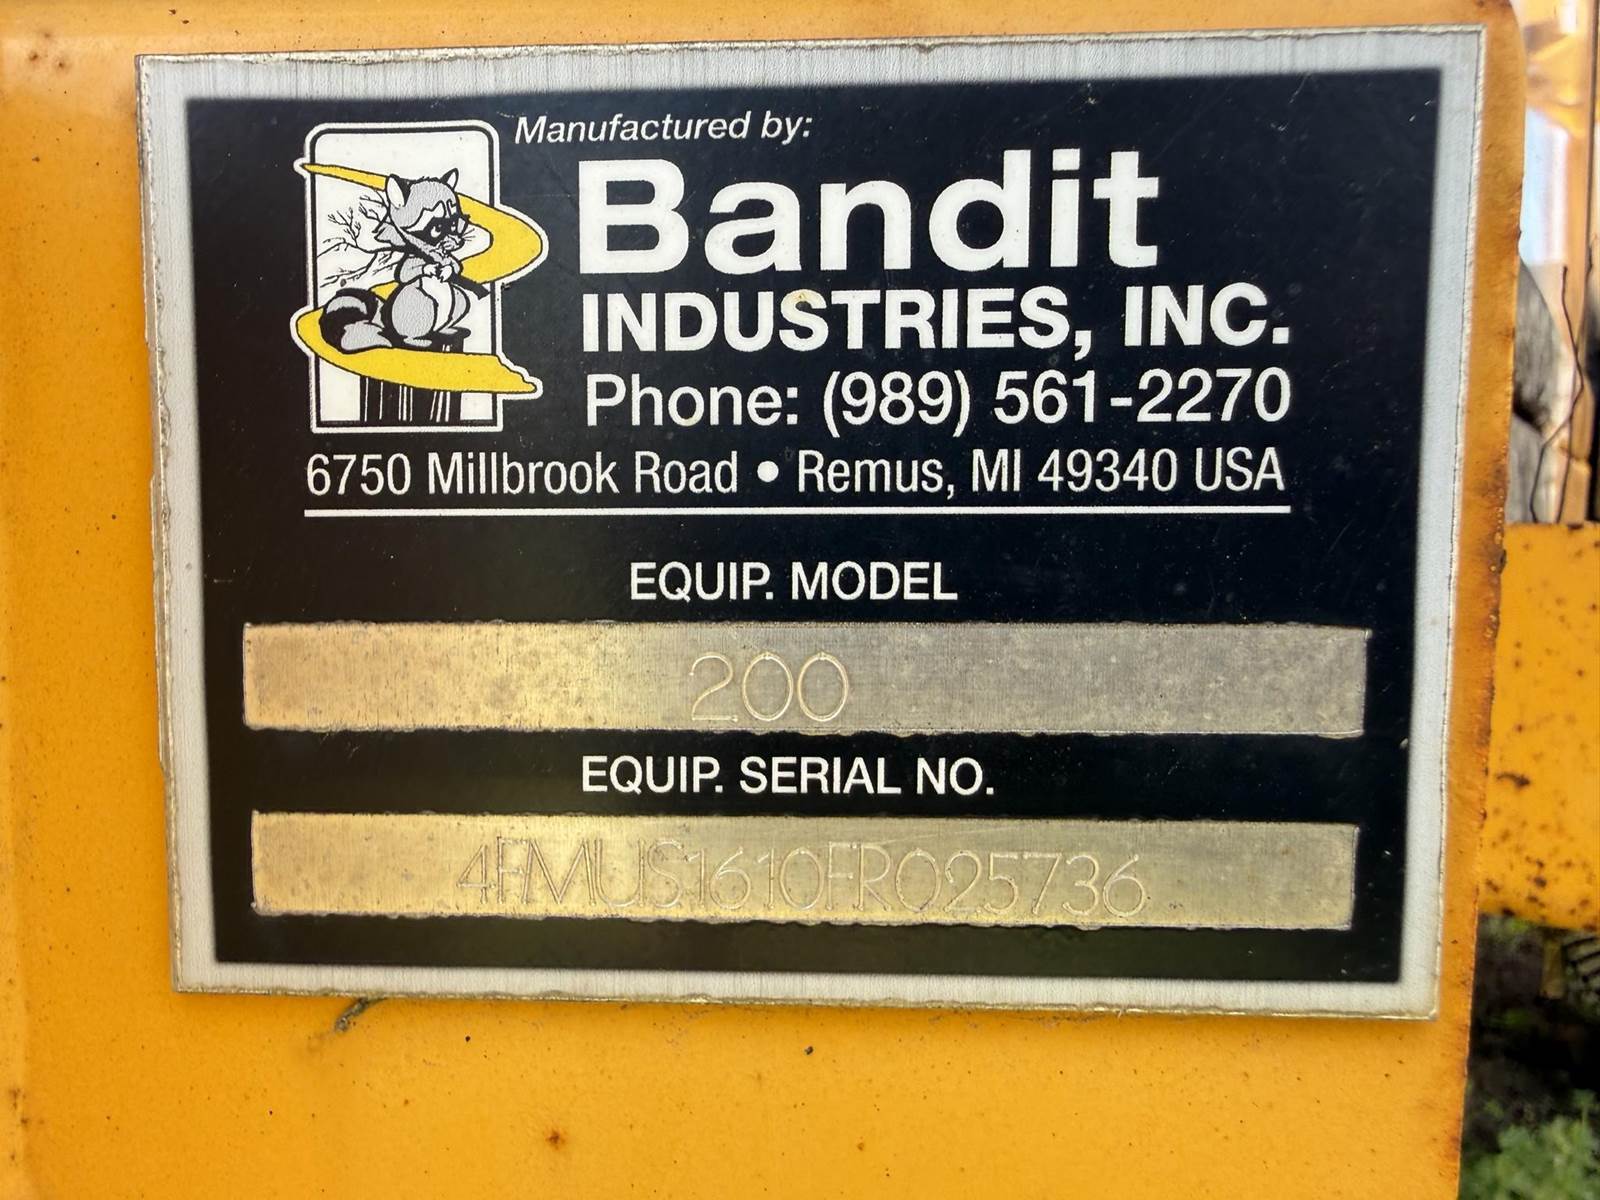 Manufactured by:
Bandit
INDUSTRIES, INC.
Phone: (989) 561-2270
6750 Millbrook Road • Remus, MI 49340 USA
EQUIP. MODEL
200
EQUIP. SERIAL NO.
4FMUS1610FR025736